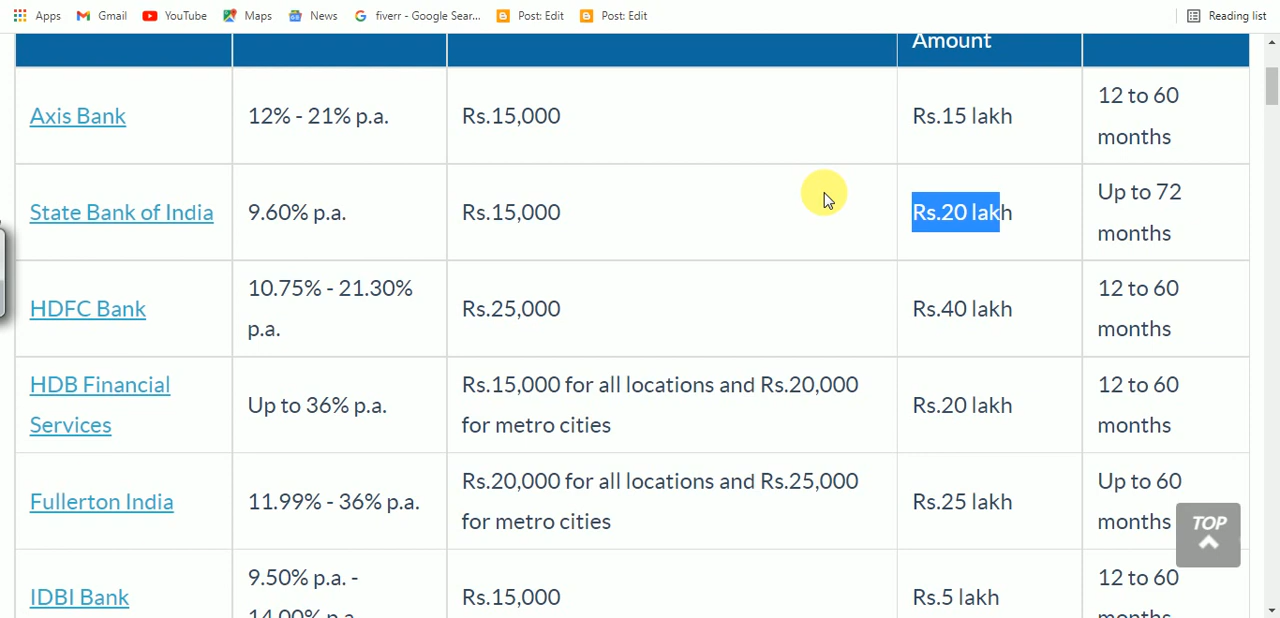 Apps Gmail YouTube Maps News fiverr - Google Sear... Post: Edit Post: Edit Reading list
Amount
Axis Bank 12% - 21% p.a. Rs.15,000 Rs.15 lakh 12 to 60
months
State Bank of India 9.60% p.a. Rs.15,000 Rs.20 lakh Up to 72
months
HDFC Bank 10.75% - 21.30%
p.a. Rs.25,000 Rs.40 lakh 12 to 60
months
HDB Financial
Services Up to 36% p.a. Rs.15,000 for all locations and Rs.20,000
for metro cities Rs.20 lakh 12 to 60
months
Fullerton India 11.99% - 36% p.a. Rs.20,000 for all locations and Rs.25,000
for metro cities Rs.25 lakh Up to 60
months
TOP
IDBI Bank 9.50% p.a. -
14.00% p.a. Rs.15,000 Rs.5 lakh 12 to 60
months